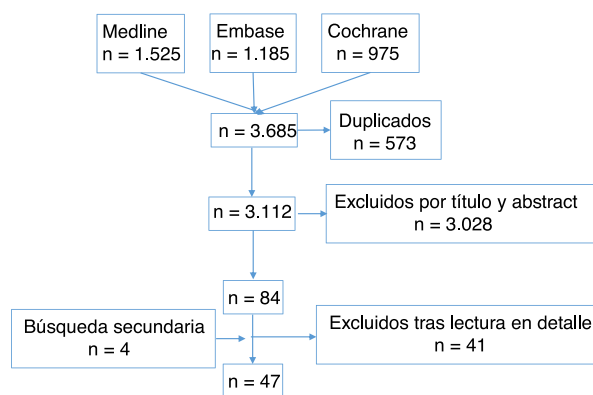 Medline
n = 1.525
Embase
n = 1.185
Cochrane
n = 975
n = 3.685
Duplicados
n = 573
n = 3.112
Excluidos por título y abstract
n = 3.028
n = 84
Búsqueda secundaria
n = 4
Excluidos tras lectura en detalle
n = 41
n = 47